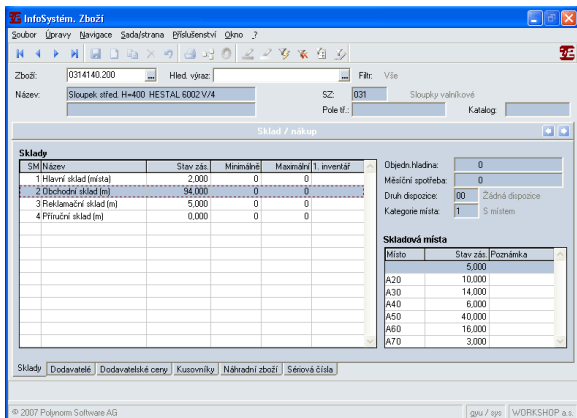 InfoSystém. Zboží
Soubor Úpravy Navigace Sada/strana Příslušenství Okno ?
Zboží: 0314140.200 ... Hled. výraz: ... Filtr: Vše
Název: Sloupek střed. H=400 HESTAL 6002 V/4 SZ: 031 Sloupky valníkové
Pole tř.: Katalog:
Sklad / nákup
Sklady
SM Název Stav zás. Minimálně Maximální 1. inventář
1 Hlavní sklad (místa) 2,000 0 0
2 Obchodní sklad (m) 94,000 0 0
3 Reklamační sklad (m) 5,000 0 0
4 Příruční sklad (m) 0,000 0 0
Objedn.hladina: 0
Měsíční spotřeba: 0
Druh dispozice: 00 Žádná dispozice
Kategorie místa: 1 S místem
Skladová místa
Místo Stav zás. Poznámka
5,000
A20 10,000
A30 14,000
A40 6,000
A50 40,000
A60 16,000
A70 3,000
Sklady Dodavatelé Dodavatelské ceny Kusovníky Náhradní zboží Sériová čísla
© 2007 Polynorm Software AG gyu / sys WORKSHOP a.s.